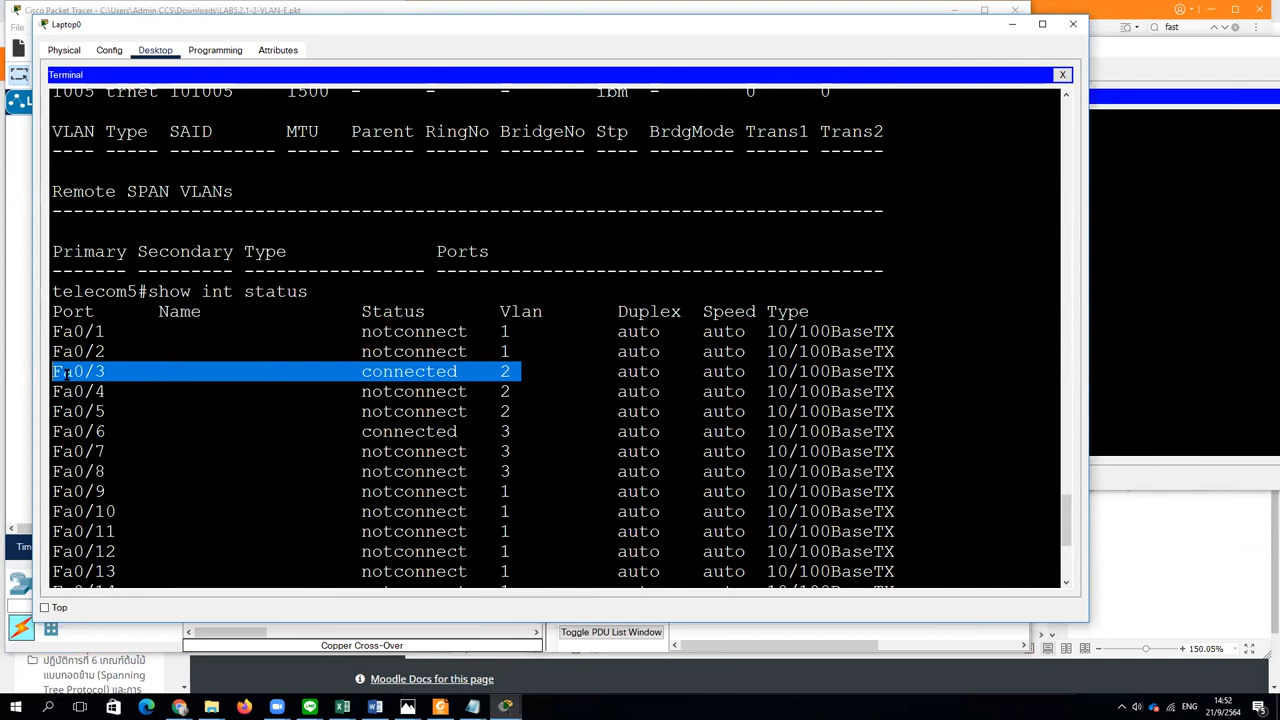 Cisco Packet Tracer - C:\Users\Admin CCS\Downloads\LAB5.2.1-2-VLAN-E.pkt
Laptop0
File
fast
Physical
Config
Desktop
Programming
Attributes
Terminal
X
1005 trnet 101005 1500 - - - ibm - 0 0
VLAN Type SAID MTU Parent RingNo BridgeNo Stp BrdgMode Trans1 Trans2
---- ----- ---------- ----- ------ ------ -------- ---- -------- ------ ------
Remote SPAN VLANs
------------------------------------------------------------------------------
Primary Secondary Type Ports
------- --------- ----------------- ------------------------------------------
telecom5#show int status
Port Name Status Vlan Duplex Speed Type
Fa0/1 notconnect 1 auto auto 10/100BaseTX
Fa0/2 notconnect 1 auto auto 10/100BaseTX
Fa0/3 connected 2 auto auto 10/100BaseTX
Fa0/4 notconnect 2 auto auto 10/100BaseTX
Fa0/5 notconnect 2 auto auto 10/100BaseTX
Fa0/6 connected 3 auto auto 10/100BaseTX
Fa0/7 notconnect 3 auto auto 10/100BaseTX
Fa0/8 notconnect 3 auto auto 10/100BaseTX
Fa0/9 notconnect 1 auto auto 10/100BaseTX
Fa0/10 notconnect 1 auto auto 10/100BaseTX
Fa0/11 notconnect 1 auto auto 10/100BaseTX
Fa0/12 notconnect 1 auto auto 10/100BaseTX
Fa0/13 notconnect 1 auto auto 10/100BaseTX
Top
Tim
Toggle PDU List Window
Copper Cross-Over
150.05%
ปฏิบัติการที่ 6 เกณฑ์ต้นไม้
แบบทอดข้าม (Spanning
Tree Protocol) และการ
Moodle Docs for this page
ENG
14:52
21/9/2564
5